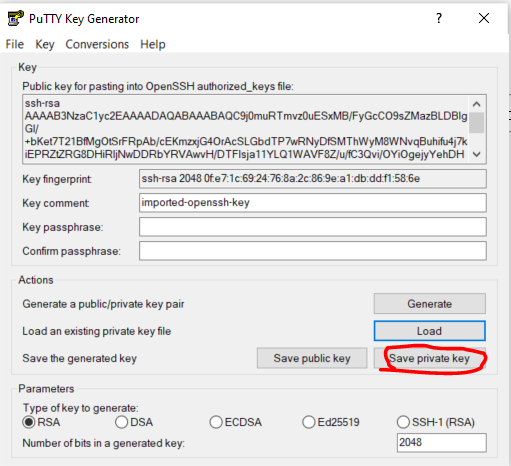 PuTTY Key Generator
? X
File Key Conversions Help
Key
Public key for pasting into OpenSSH authorized_keys file:
ssh-rsa
AAAAB3NzaC1yc2EAAAADAQABAAABAQC9j0muRTmvz0uESxMB/FyGcCO9sZMazBLDBlg
Gl/
+bKet7T21BfMgOtSrFRpAb/cEKmzxjG4OrAcSLGbdTP7wRNyDfSMThWyM8WNvqBuhifu4j7k
iEPRZtZRG8DHiRljNwDDRbYRVAwvH/DTFlsja11YLQ1WAVF8Z/u/fC3Qvi/OYiOgejyYehDH
Key fingerprint: ssh-rsa 2048 0f:e7:1c:69:24:76:8a:2c:86:9e:a1:db:dd:f1:58:6e
Key comment: imported-openssh-key
Key passphrase:
Confirm passphrase:
Actions
Generate a public/private key pair Generate
Load an existing private key file Load
Save the generated key Save public key Save private key
Parameters
Type of key to generate:
RSA DSA ECDSA Ed25519 SSH-1 (RSA)
Number of bits in a generated key: 2048